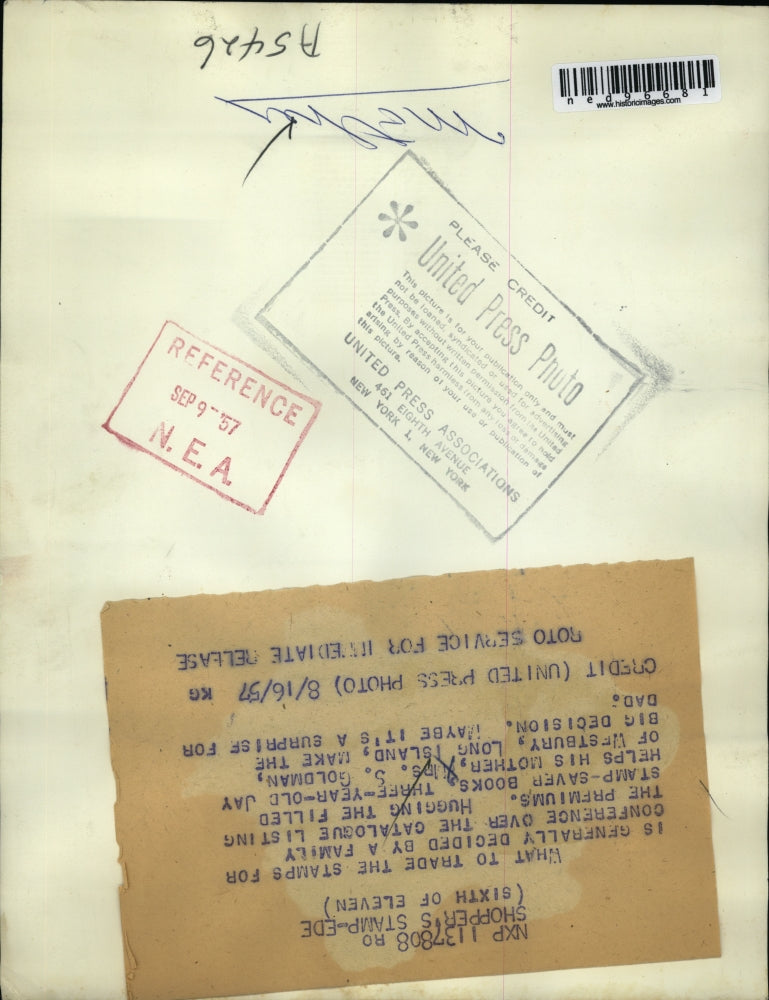 A5426
ned96681
www.historicimages.com
PLEASE CREDIT
United Press Photo
This picture is for your publication only and must
not be loaned, syndicated or used for advertising
purposes without written permission from the United
Press. By accepting this picture you agree to hold
the United Press harmless from any loss or damage
arising by reason of your use or publication of
this picture.
UNITED PRESS ASSOCIATIONS
461 EIGHTH AVENUE
NEW YORK 1, NEW YORK
REFERENCE
SEP 9-'57
N.E.A.
NXP 1137808 RO
SHOPPER'S STAMP-EDE
(SIXTH OF ELEVEN)
WHAT TO TRADE THE STAMPS FOR
IS GENERALLY DECIDED BY A FAMILY
CONFERENCE OVER THE CATALOGUE LISTING
THE PREMIUMS. HUGGING THE FILLED
STAMP-SAVER BOOKS, THREE-YEAR-OLD JAY
HELPS HIS MOTHER, MRS. S. GOLDMAN,
OF WESTBURY, LONG ISLAND, MAKE THE
BIG DECISION. MAYBE IT'S A SURPRISE FOR
DAD.
CREDIT (UNITED PRESS PHOTO) 8/16/57 KG
ROTO SERVICE FOR IMMEDIATE RELEASE